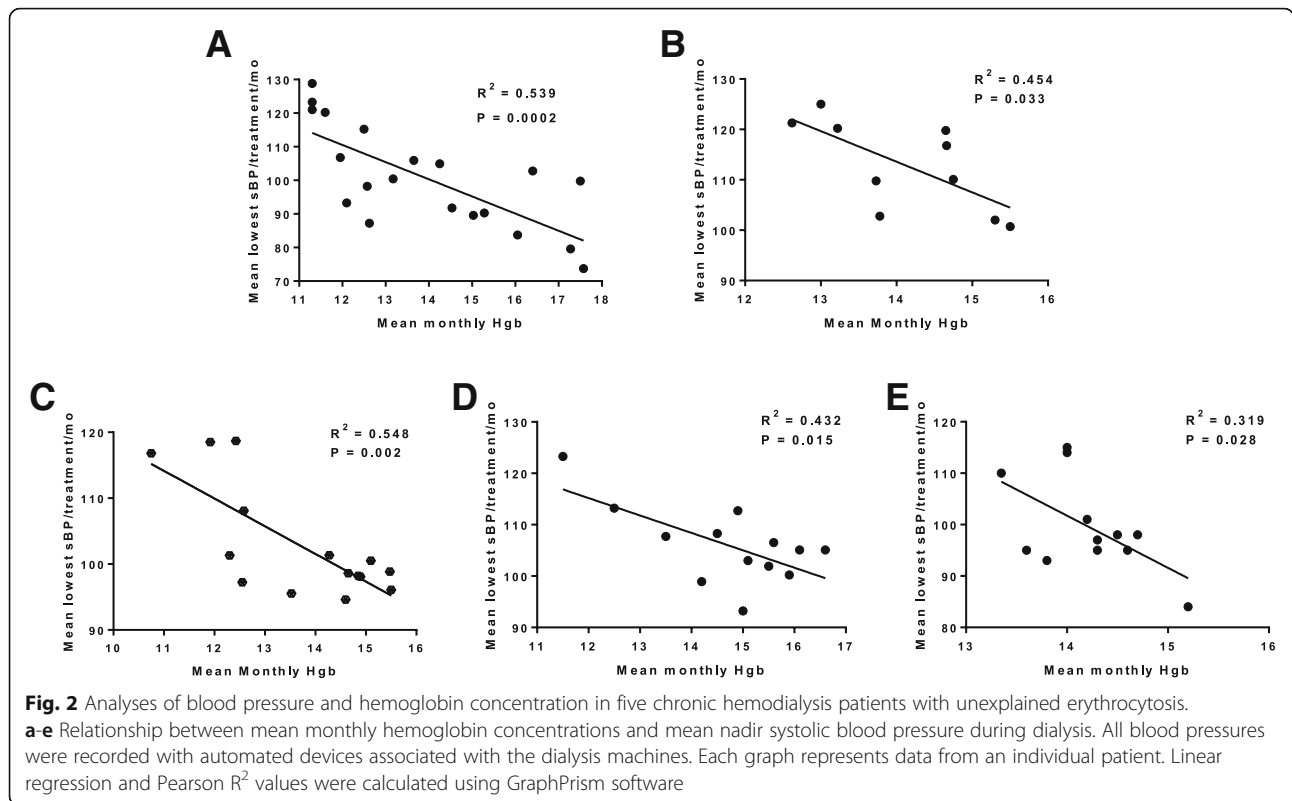 A
Mean lowest sBP/treatment/mo
130
120
110
100
90
80
70
R² = 0.539
P = 0.0002
11 12 13 14 15 16 17 18
Mean monthly Hgb
B
Mean lowest sBP/treatment/mo
130
120
110
100
90
R² = 0.454
P = 0.033
12 13 14 15 16
Mean Monthly Hgb
C
Mean lowest sBP/treatment/mo
120
110
100
90
R² = 0.548
P = 0.002
10 11 12 13 14 15 16
Mean Monthly Hgb
D
Mean lowest sBP/treatment/mo
130
120
110
100
90
R² = 0.432
P = 0.015
11 12 13 14 15 16 17
Mean monthly Hgb
E
Mean lowest sBP/treatment/mo
120
110
100
90
80
R² = 0.319
P = 0.028
13 14 15 16
Mean monthly Hgb
Fig. 2 Analyses of blood pressure and hemoglobin concentration in five chronic hemodialysis patients with unexplained erythrocytosis.
a-e Relationship between mean monthly hemoglobin concentrations and mean nadir systolic blood pressure during dialysis. All blood pressures
were recorded with automated devices associated with the dialysis machines. Each graph represents data from an individual patient. Linear
regression and Pearson R² values were calculated using GraphPrism software